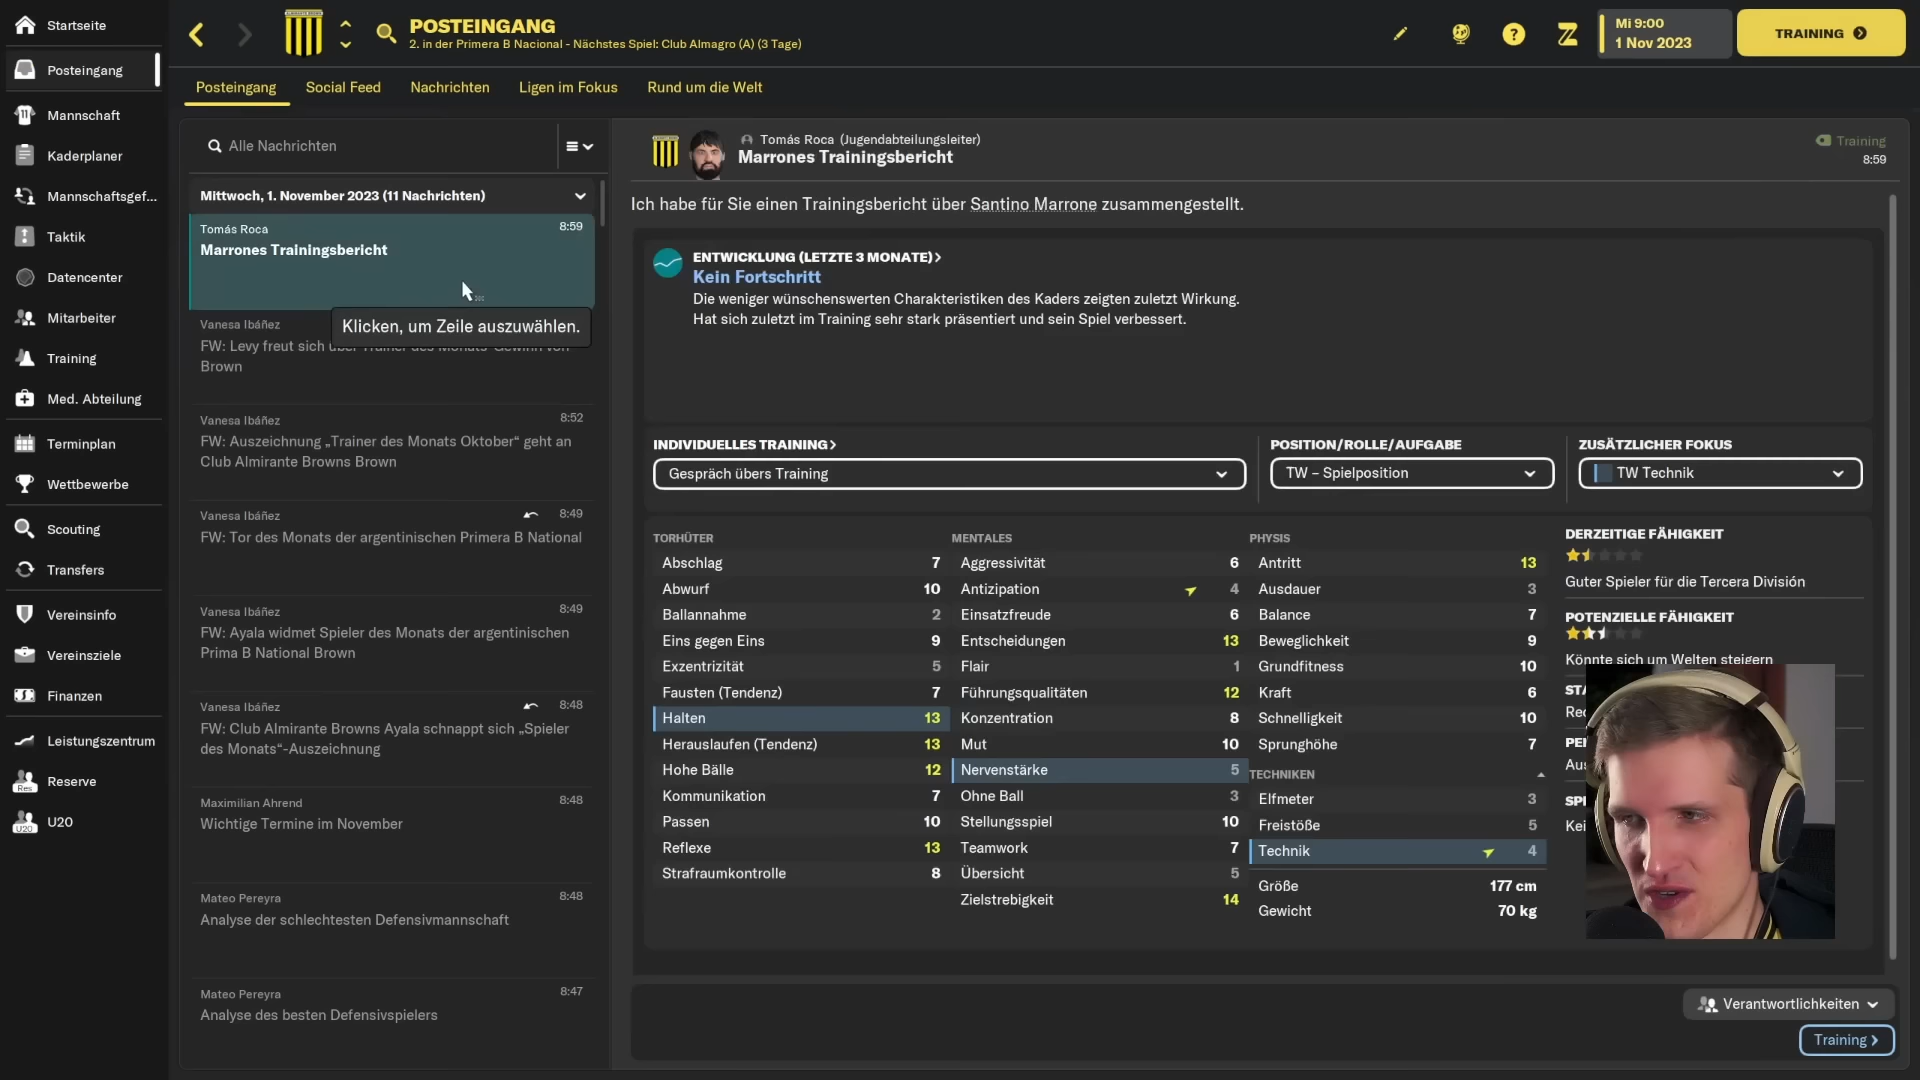 Startseite
Posteingang
Mannschaft
Kaderplaner
Mannschaftsgef...
Taktik
Datencenter
Mitarbeiter
Training
Med. Abteilung
Terminplan
Wettbewerbe
Scouting
Transfers
Vereinsinfo
Vereinsziele
Finanzen
Leistungszentrum
Res
Reserve
U20
U20
POSTEINGANG
2. in der Primera B Nacional - Nächstes Spiel: Club Almagro (A) (3 Tage)
Mi 9:00
1 Nov 2023
TRAINING
Posteingang
Social Feed
Nachrichten
Ligen im Fokus
Rund um die Welt
Alle Nachrichten
Mittwoch, 1. November 2023 (11 Nachrichten)
Tomás Roca 8:59
Marrones Trainingsbericht
Klicken, um Zeile auszuwählen.
Vanesa Ibáñez
FW: Levy freut sich über Trainer des Monats-Gewinn von
Brown
Vanesa Ibáñez 8:52
FW: Auszeichnung „Trainer des Monats Oktober“ geht an
Club Almirante Browns Brown
Vanesa Ibáñez 8:49
FW: Tor des Monats der argentinischen Primera B National
Vanesa Ibáñez 8:49
FW: Ayala widmet Spieler des Monats der argentinischen
Prima B National Brown
Vanesa Ibáñez 8:48
FW: Club Almirante Browns Ayala schnappt sich „Spieler
des Monats“-Auszeichnung
Maximilian Ahrend 8:48
Wichtige Termine im November
Mateo Pereyra 8:48
Analyse der schlechtesten Defensivmannschaft
Mateo Pereyra 8:47
Analyse des besten Defensivspielers
Tomás Roca (Jugendabteilungsleiter)
Marrones Trainingsbericht
Training
8:59
Ich habe für Sie einen Trainingsbericht über Santino Marrone zusammengestellt.
ENTWICKLUNG (LETZTE 3 MONATE)
Kein Fortschritt
Die weniger wünschenswerten Charakteristiken des Kaders zeigten zuletzt Wirkung.
Hat sich zuletzt im Training sehr stark präsentiert und sein Spiel verbessert.
INDIVIDUELLES TRAINING
Gespräch übers Training
POSITION/ROLLE/AUFGABE
TW – Spielposition
ZUSÄTZLICHER FOKUS
TW Technik
TORHÜTER
Abschlag 7
Abwurf 10
Ballannahme 2
Eins gegen Eins 9
Exzentrizität 5
Fausten (Tendenz) 7
Halten 13
Herauslaufen (Tendenz) 13
Hohe Bälle 12
Kommunikation 7
Passen 10
Reflexe 13
Strafraumkontrolle 8
MENTALES
Aggressivität 6
Antizipation 4
Einsatzfreude 6
Entscheidungen 13
Flair 1
Führungsqualitäten 12
Konzentration 8
Mut 10
Nervenstärke 5
Ohne Ball 3
Stellungsspiel 10
Teamwork 7
Übersicht 5
Zielstrebigkeit 14
PHYSIS
Antritt 13
Ausdauer 3
Balance 7
Beweglichkeit 9
Grundfitness 10
Kraft 6
Schnelligkeit 10
Sprunghöhe 7
TECHNIKEN
Elfmeter 3
Freistöße 5
Technik 4
Größe 177 cm
Gewicht 70 kg
DERZEITIGE FÄHIGKEIT
Guter Spieler für die Tercera División
POTENZIELLE FÄHIGKEIT
Könnte sich um Welten steigern
Verantwortlichkeiten
Training